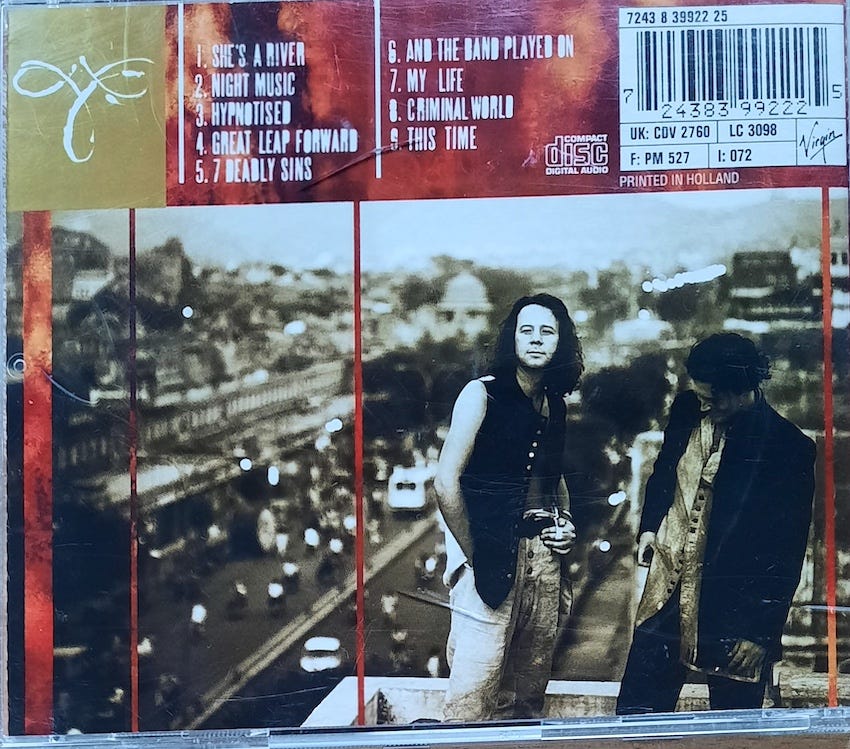 1. SHE'S A RIVER
2. NIGHT MUSIC
3. HYPNOTISED
4. GREAT LEAP FORWARD
5. 7 DEADLY SINS
6. AND THE BAND PLAYED ON
7. MY LIFE
8. CRIMINAL WORLD
9. THIS TIME
COMPACT
disc
DIGITAL AUDIO
7243 8 39922 25
7 24383 99222 5
UK: CDV 2760 LC 3098
F: PM 527 I: 072
Virgin
PRINTED IN HOLLAND